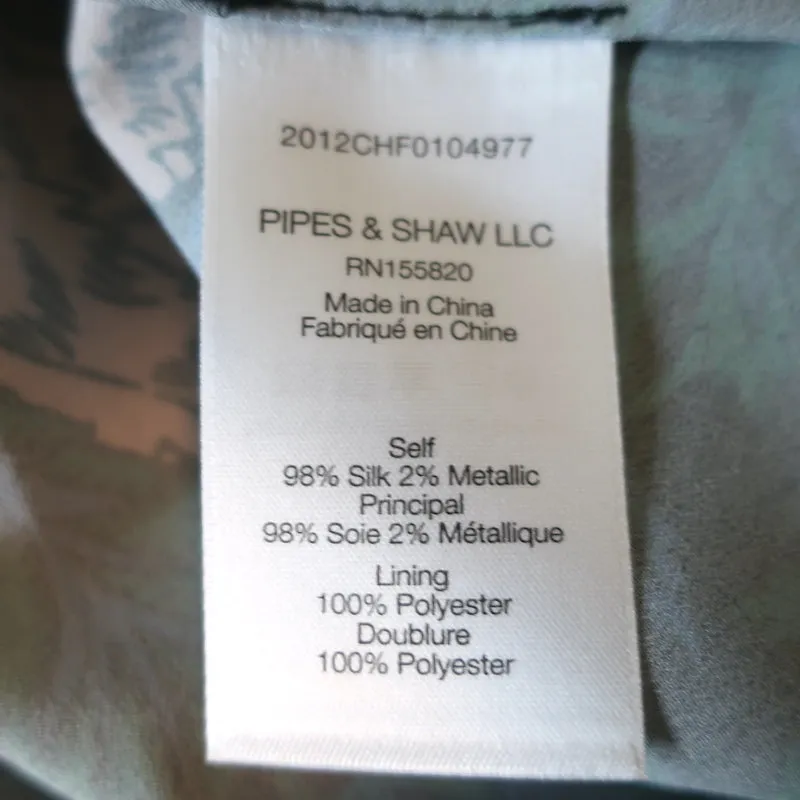 2012CHF0104977
PIPES & SHAW LLC
RN155820
Made in China
Fabriqué en Chine
Self
98% Silk 2% Metallic
Principal
98% Soie 2% Métallique
Lining
100% Polyester
Doublure
100% Polyester